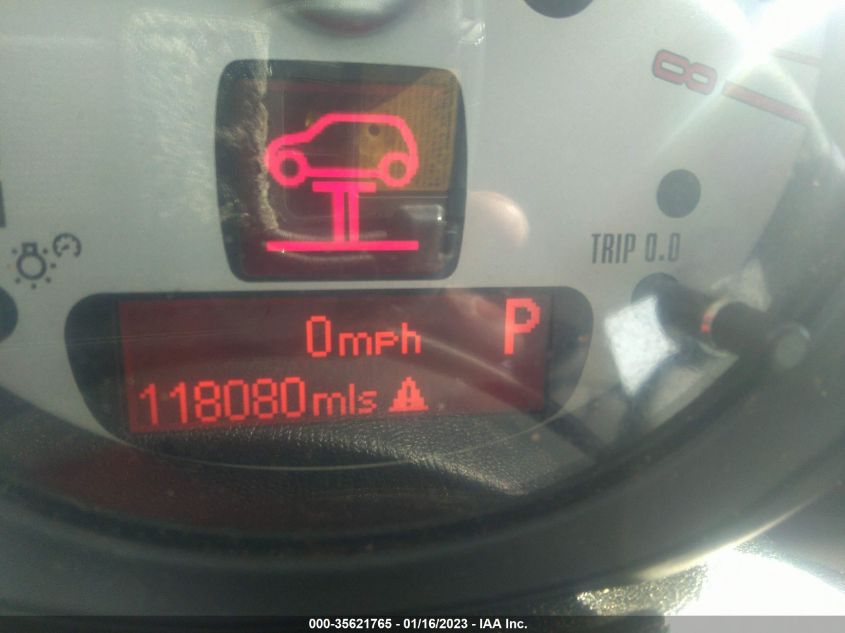 8
TRIP 0.0
0mph P
118080mls
000-35621765 - 01/16/2023 - IAA Inc.